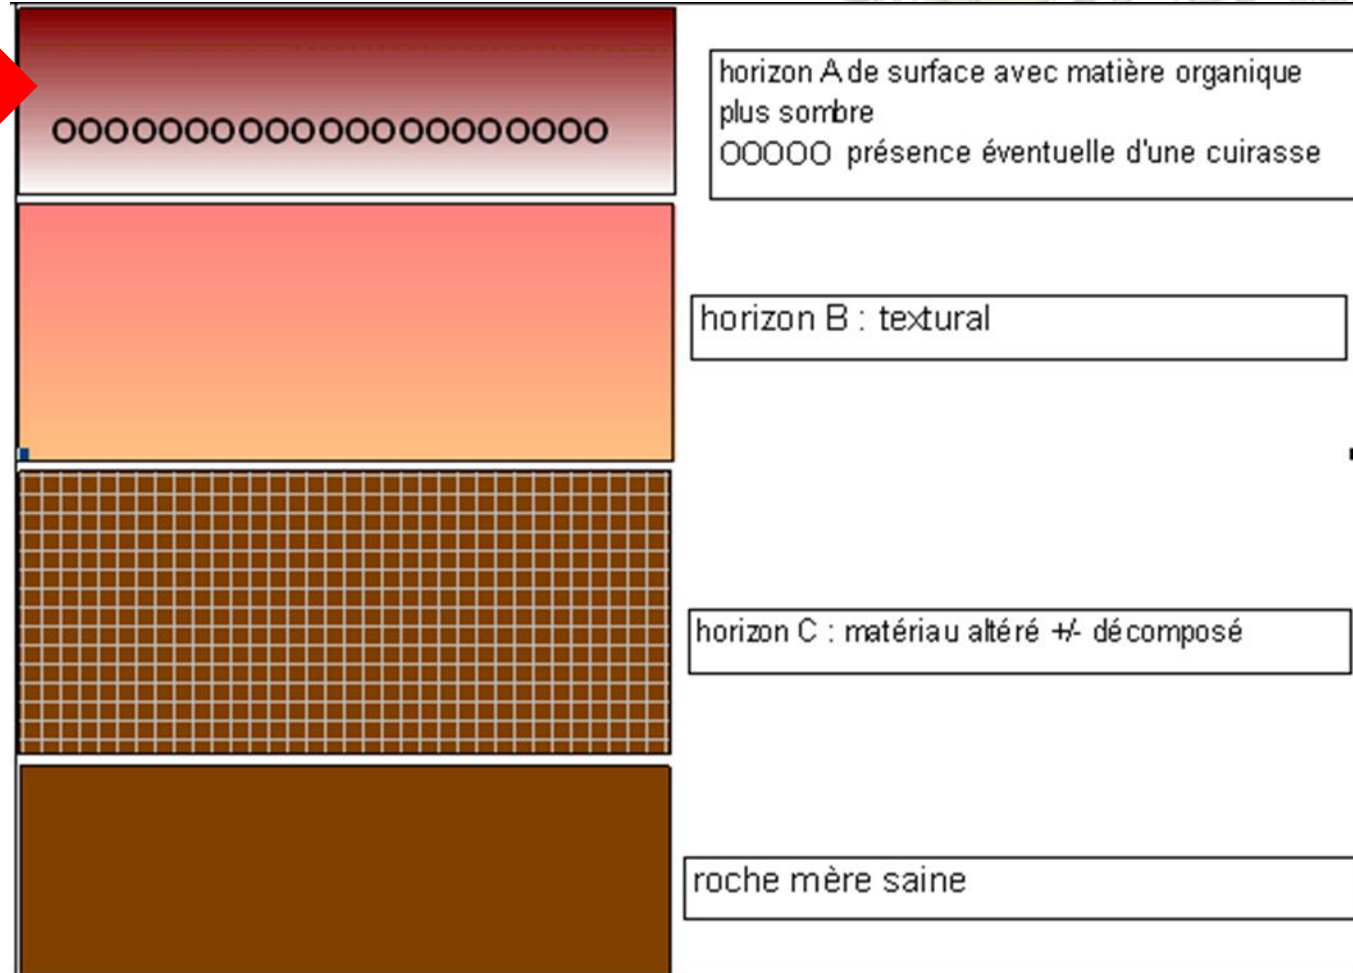 horizon A de surface avec matière organique
plus sombre
OOOOO présence éventuelle d'une cuirasse
OOOOOOOOOOOOOOOOOOOOO
horizon B : textural
horizon C : matériau altéré +/- décomposé
roche mère saine